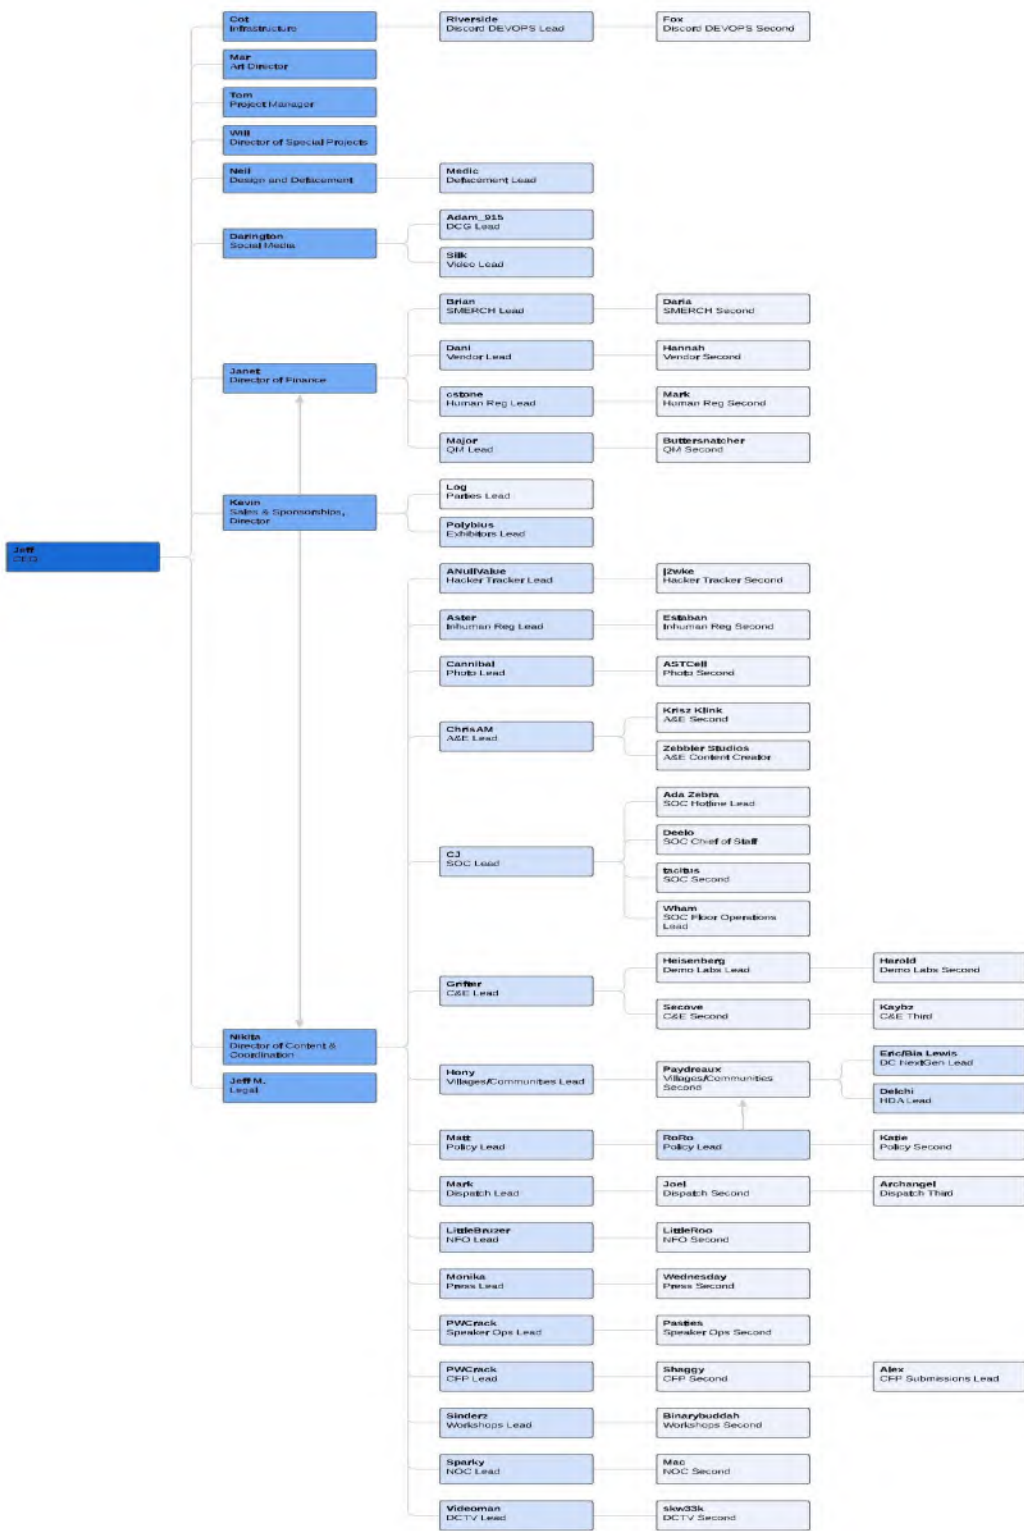 Cot
Infrastructure
Riverside
Discord DEVOPS Lead
Fox
Discord DEVOPS Second
Mar
Art Director
Tom
Project Manager
Will
Director of Special Projects
Neil
Design and Defacement
Medic
Defacement Lead
Darington
Social Media
Adam_915
DCG Lead
Silk
Video Lead
Janet
Director of Finance
Brian
SMERCH Lead
Daria
SMERCH Second
Dani
Vendor Lead
Hannah
Vendor Second
cstone
Human Reg Lead
Mark
Human Reg Second
Major
QM Lead
Buttersnatcher
QM Second
Kevin
Sales & Sponsorships,
Director
Log
Parties Lead
Polybius
Exhibitors Lead
Jeff
CEO
ANullValue
Hacker Tracker Lead
Hacker Tracker Second
Aster
Inhuman Reg Lead
Estaban
Inhuman Reg Second
Cannibal
Photo Lead
ASTCell
Photo Second
ChrisAM
A&E Lead
Krisz Klink
A&E Second
Zebbler Studios
A&E Content Creator
CJ
SOC Lead
Ada Zebra
SOC Hotline Lead
Deelo
SOC Chief of Staff
tacitus
SOC Second
Wham
SOC Floor Operations
Lead
Grifter
C&E Lead
Heisenberg
Demo Labs Lead
Harold
Demo Labs Second
Secove
C&E Second
Kaybz
C&E Third
Nikita
Director of Content &
Coordination
Jeff M.
Legal
Hony
Villages/Communities Lead
Paydreaux
Villages/Communities
Second
Eric/Bia Lewis
DC NextGen Lead
Delchi
HDA Lead
Matt
Policy Lead
RoRo
Policy Lead
Katie
Policy Second
Mark
Dispatch Lead
Joel
Dispatch Second
Archangel
Dispatch Third
LittleBruzer
NFO Lead
LittleRoo
NFO Second
Monika
Press Lead
Wednesday
Press Second
PWCrack
Speaker Ops Lead
Pasties
Speaker Ops Second
PWCrack
CFP Lead
Shaggy
CFP Second
Alex
CFP Submissions Lead
Sinderz
Workshops Lead
Binarybuddah
Workshops Second
Sparky
NOC Lead
Mac
NOC Second
Videoman
DCTV Lead
skw33k
DCTV Second